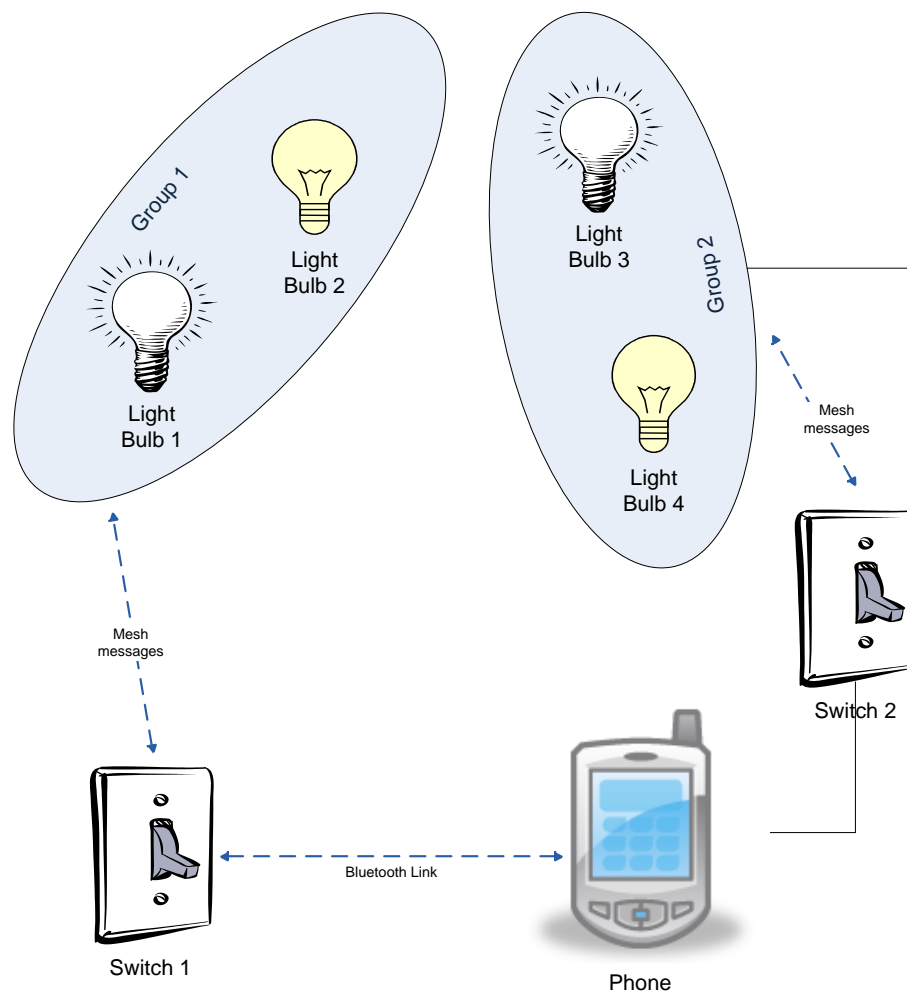 Group 1
Light
Bulb 2
Light
Bulb 1
Light
Bulb 3
Group 2
Light
Bulb 4
Mesh
messages
Switch 2
Mesh
messages
Switch 1
Bluetooth Link
Phone